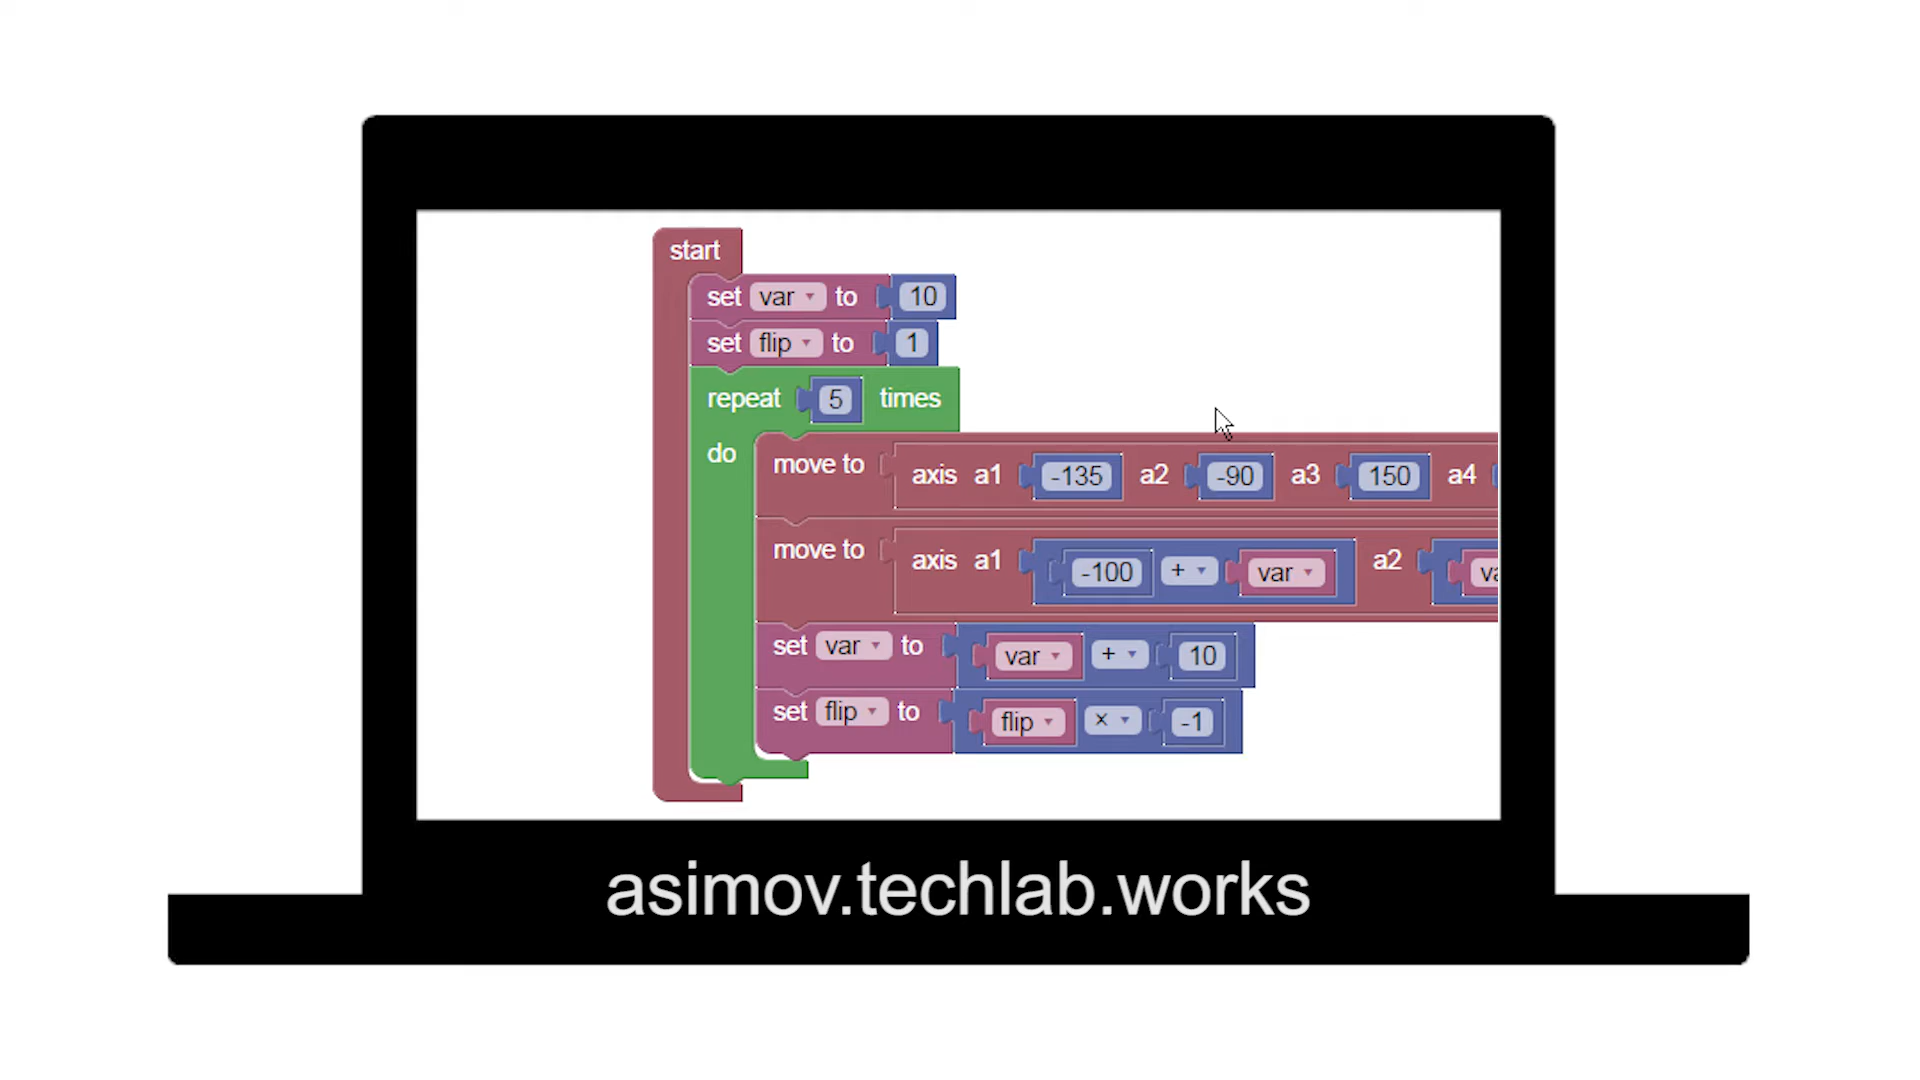 start
set var to 10
set flip to 1
repeat 5 times
do move to axis a1 -135 a2 -90 a3 150 a4
move to axis a1 -100 + var a2
set var to var + 10
set flip to flip × -1
asimov.techlab.works